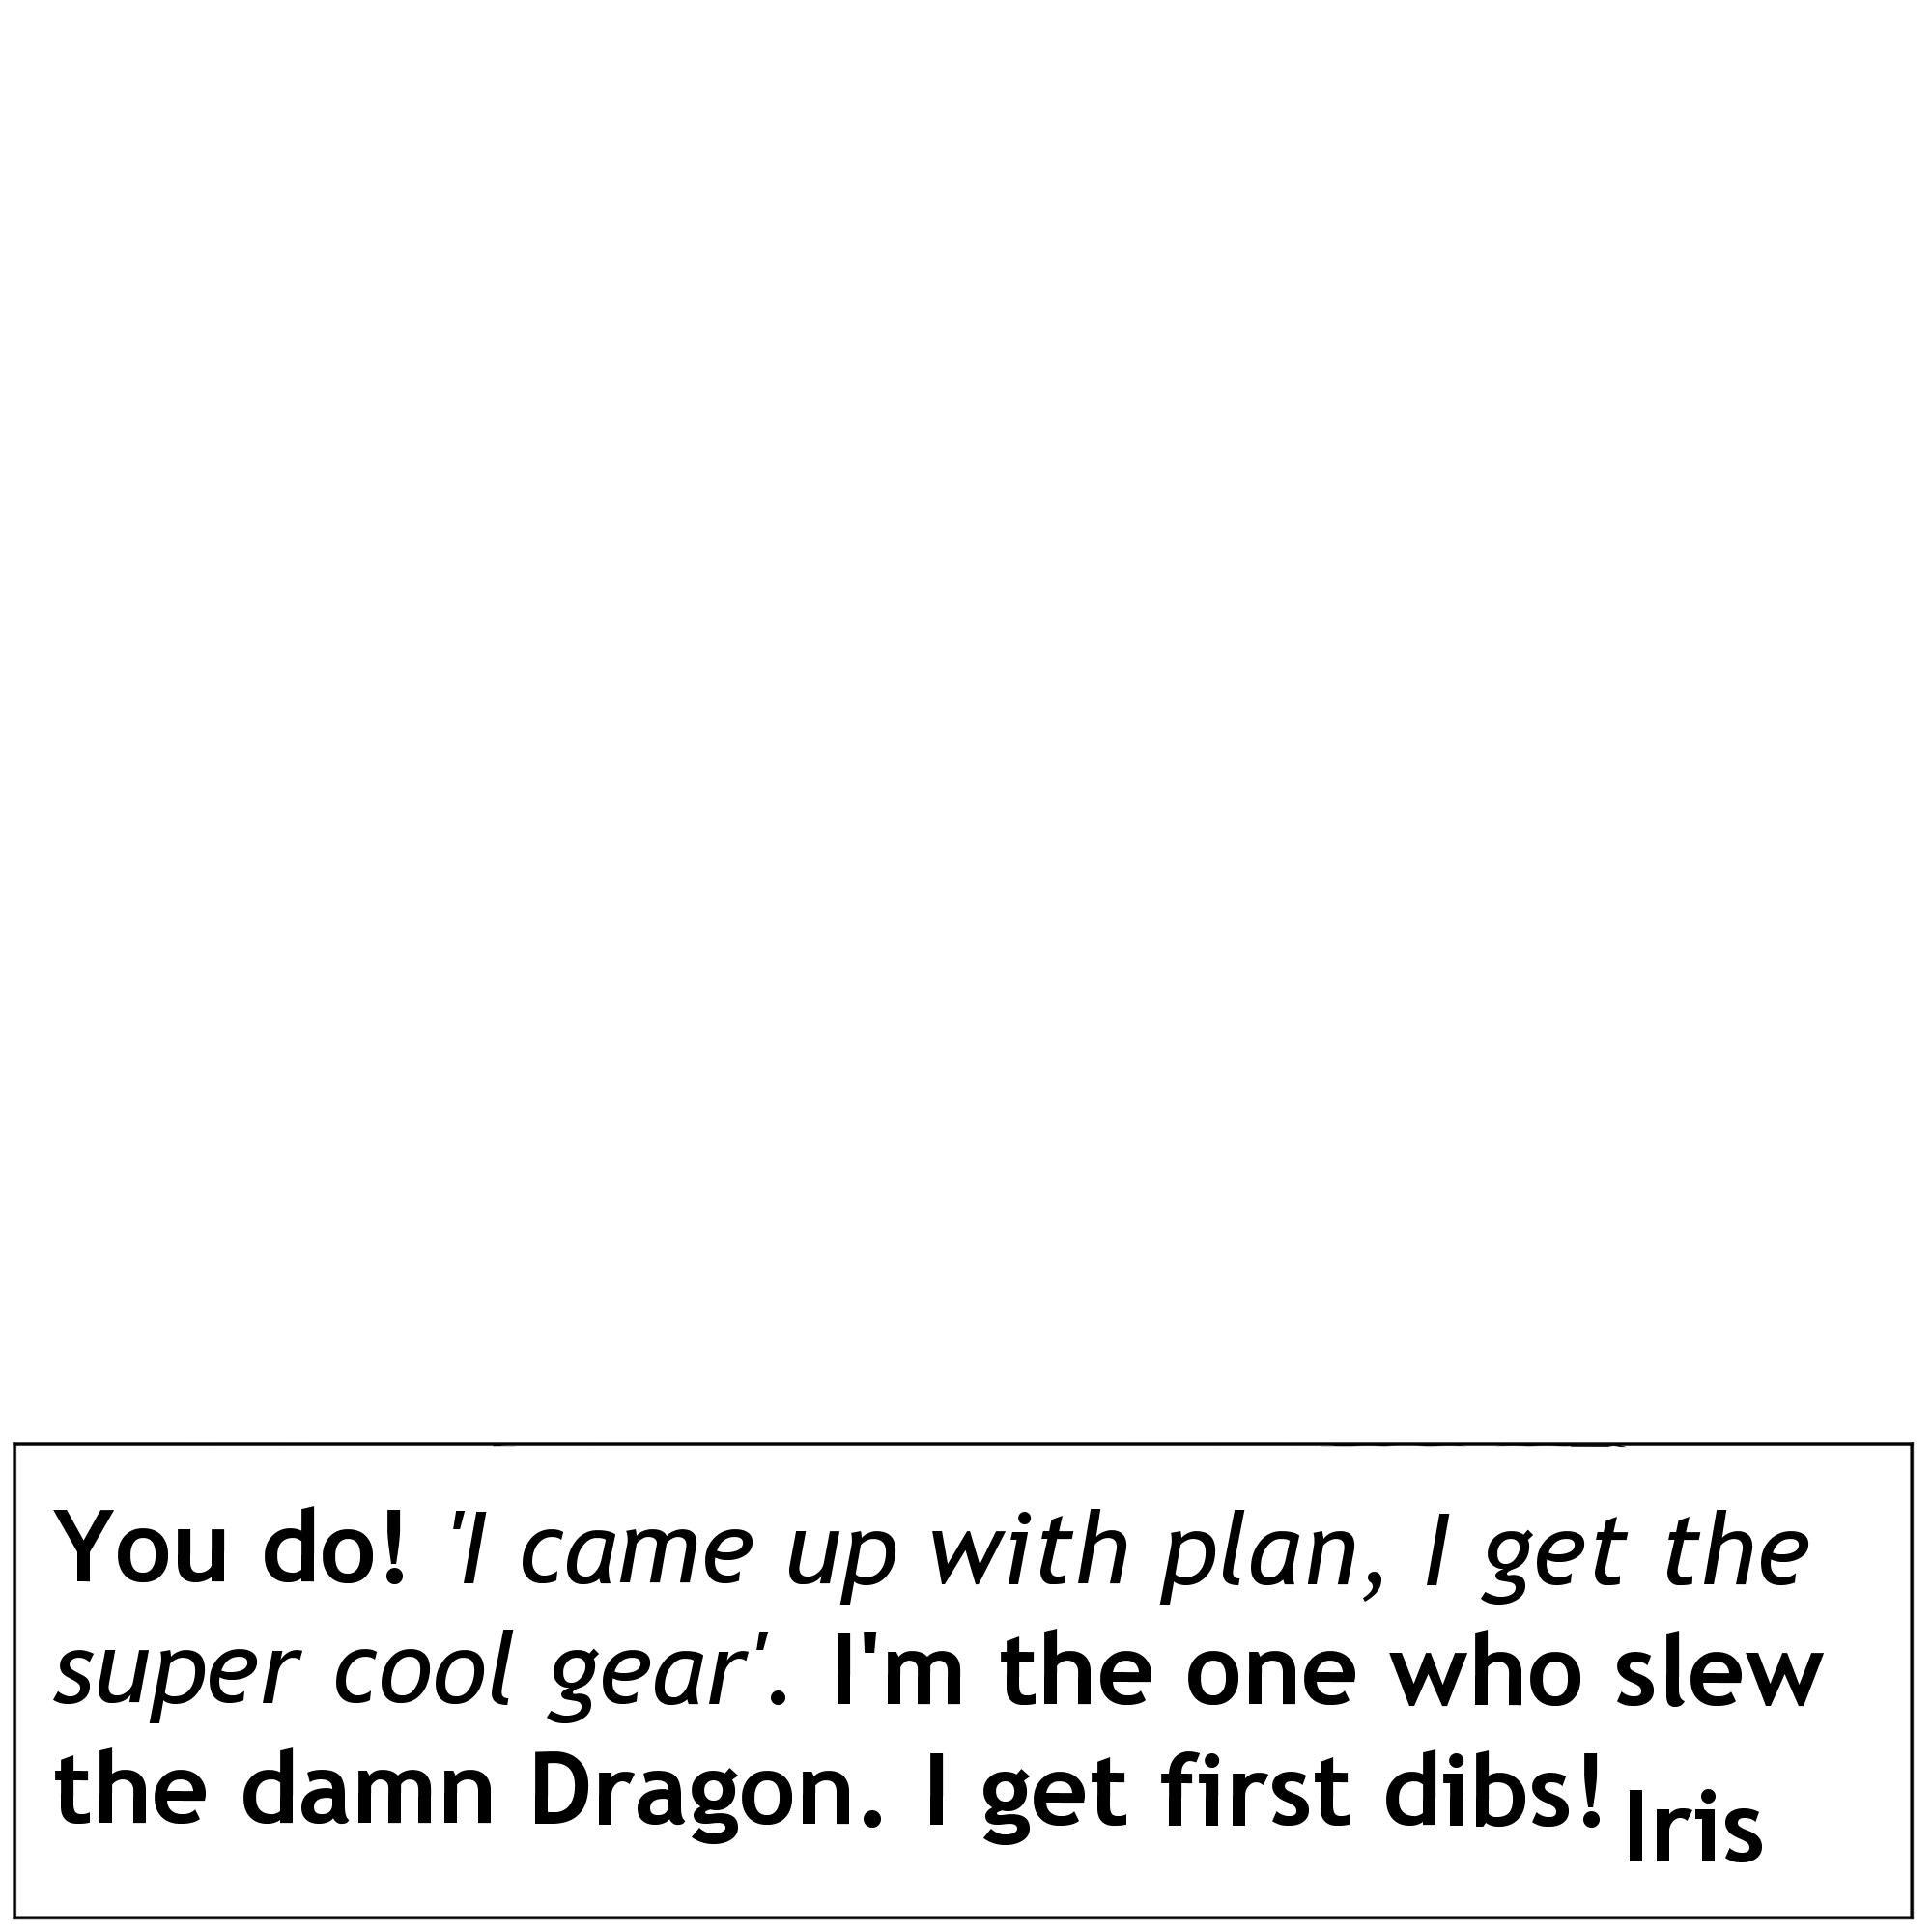 You do! 'I came up with plan, I get the
super cool gear'. I'm the one who slew
the damn Dragon. I get first dibs!
Iris